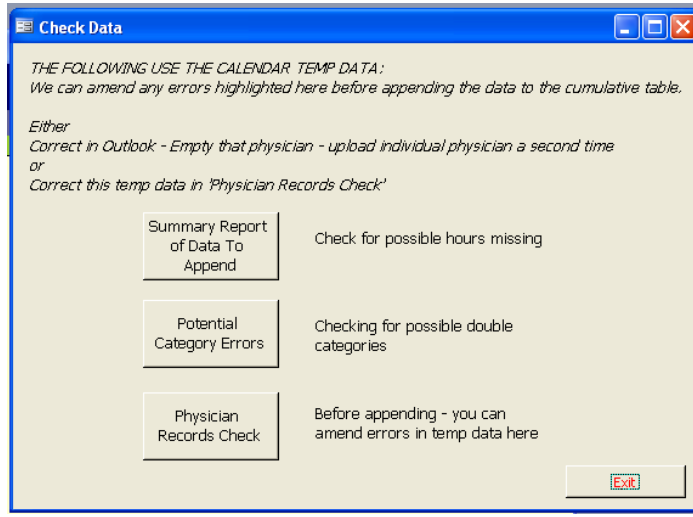 Check Data
THE FOLLOWING USE THE CALENDAR TEMP DATA:
We can amend any errors highlighted here before appending the data to the cumulative table.
Either
Correct in Outlook - Empty that physician - upload individual physician a second time
or
Correct this temp data in 'Physician Records Check'
Summary Report
of Data To
Append
Check for possible hours missing
Potential
Category Errors
Checking for possible double
categories
Physician
Records Check
Before appending - you can
amend errors in temp data here
Exit